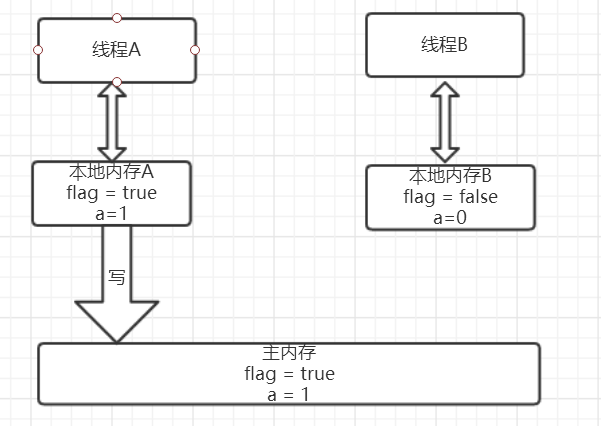 线程A
线程B
本地内存A
flag = true
a=1
本地内存B
flag = false
a=0
写
主内存
flag = true
a = 1